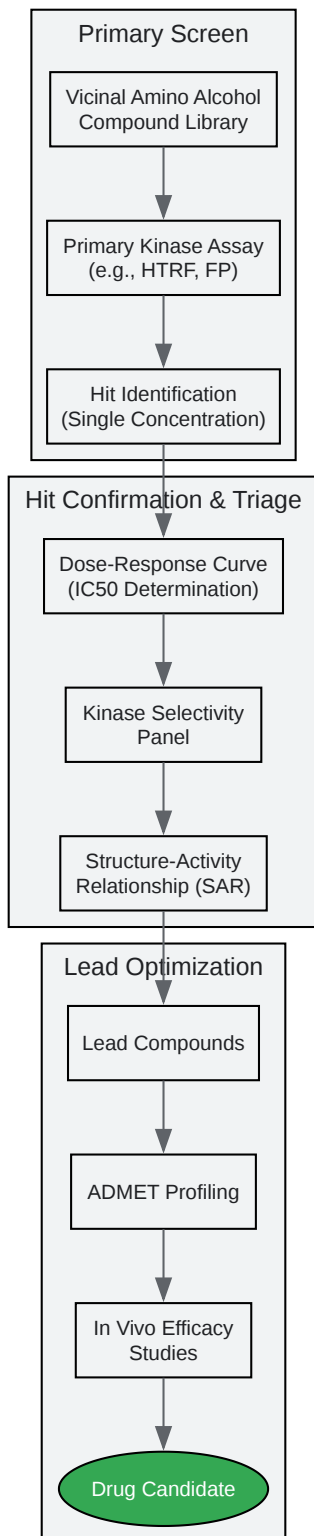 Primary Screen
Vicinal Amino Alcohol
Compound Library
Primary Kinase Assay
(e.g., HTRF, FP)
Hit Identification
(Single Concentration)
Hit Confirmation & Triage
Dose-Response Curve
(IC50 Determination)
Kinase Selectivity
Panel
Structure-Activity
Relationship (SAR)
Lead Optimization
Lead Compounds
ADMET Profiling
In Vivo Efficacy
Studies
Drug Candidate